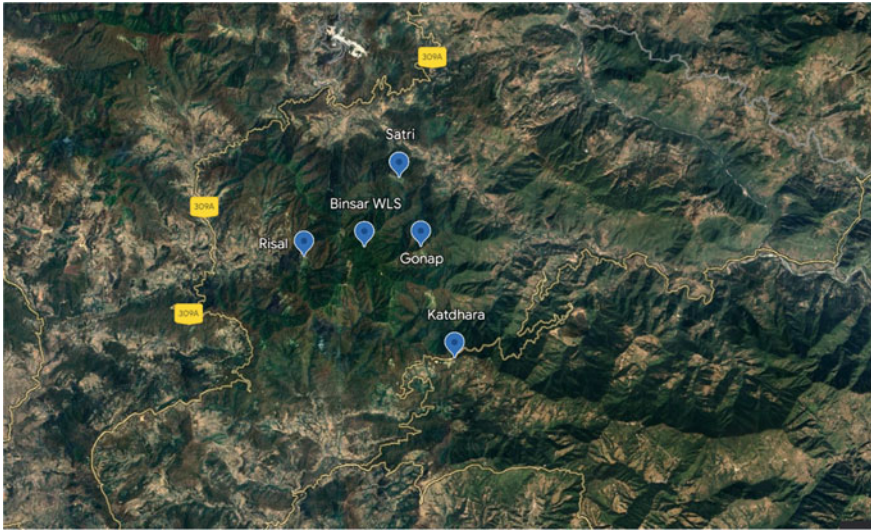 309A
Satri
309A
Binsar WLS
Risal
Gonap
309A
Katdhara